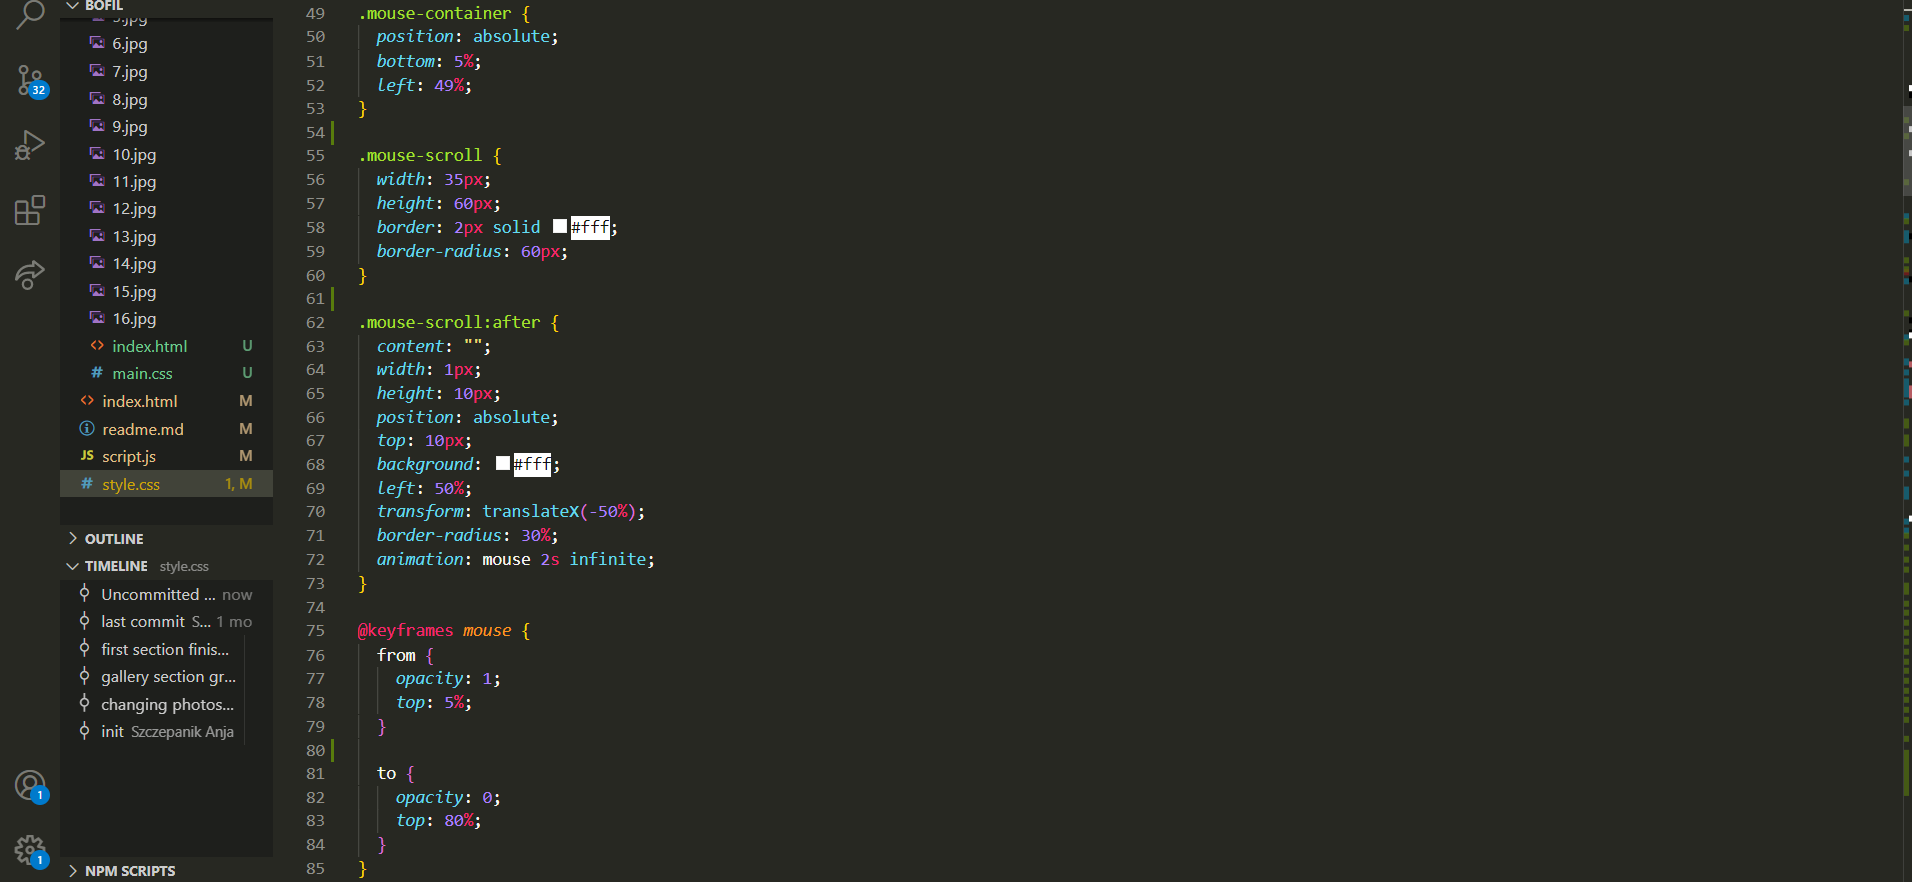 BOFIL
5.jpg
6.jpg
7.jpg
8.jpg
9.jpg
10.jpg
11.jpg
12.jpg
13.jpg
14.jpg
15.jpg
16.jpg
index.html U
main.css U
index.html M
readme.md M
JS script.js M
# style.css 1, M
OUTLINE
TIMELINE style.css
Uncommitted ... now
last commit S... 1 mo
first section finis...
gallery section gr...
changing photos...
init Szczepanik Anja
NPM SCRIPTS
32
1
1
49 .mouse-container {
50 position: absolute;
51 bottom: 5%;
52 left: 49%;
53 }
54
55 .mouse-scroll {
56 width: 35px;
57 height: 60px;
58 border: 2px solid #fff;
59 border-radius: 60px;
60 }
61
62 .mouse-scroll:after {
63 content: "";
64 width: 1px;
65 height: 10px;
66 position: absolute;
67 top: 10px;
68 background: #fff;
69 left: 50%;
70 transform: translateX(-50%);
71 border-radius: 30%;
72 animation: mouse 2s infinite;
73 }
74
75 @keyframes mouse {
76 from {
77 opacity: 1;
78 top: 5%;
79 }
80
81 to {
82 opacity: 0;
83 top: 80%;
84 }
85 }